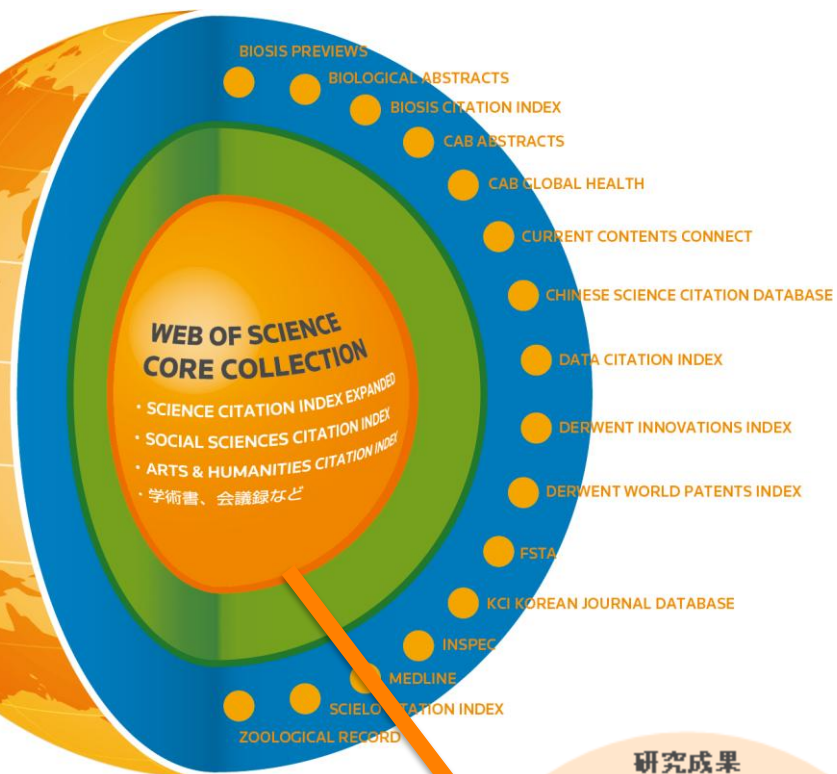 BIOSIS PREVIEWS
BIOLOGICAL ABSTRACTS
BIOSIS CITATION INDEX
CAB ABSTRACTS
CAB GLOBAL HEALTH
CURRENT CONTENTS CONNECT
CHINESE SCIENCE CITATION DATABASE
DATA CITATION INDEX
DERWENT INNOVATIONS INDEX
DERWENT WORLD PATENTS INDEX
FSTA
KCI KOREAN JOURNAL DATABASE
INSPEC
MEDLINE
SCIELO CITATION INDEX
ZOOLOGICAL RECORD
WEB OF SCIENCE
CORE COLLECTION
・SCIENCE CITATION INDEX EXPANDED
・SOCIAL SCIENCES CITATION INDEX
・ARTS & HUMANITIES CITATION INDEX
・学術書、会議録など
研究成果